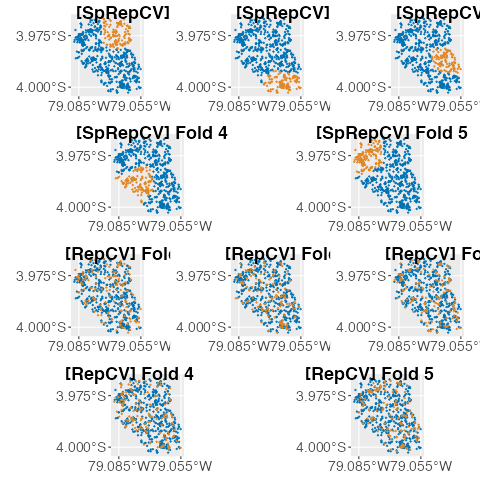 [SpRepCV] [SpRepCV] [SpRepCV
3.975°S 3.975°S 3.975°S
4.000°S 4.000°S 4.000°S
79.085°W79.055°W 79.085°W79.055°W 79.085°W79.055°W
[SpRepCV] Fold 4 [SpRepCV] Fold 5
3.975°S 3.975°S
4.000°S 4.000°S
79.085°W79.055°W 79.085°W79.055°W
[RepCV] Fol [RepCV] Fol [RepCV] Fo
3.975°S 3.975°S 3.975°S
4.000°S 4.000°S 4.000°S
79.085°W79.055°W 79.085°W79.055°W 79.085°W79.055°W
[RepCV] Fold 4 [RepCV] Fold 5
3.975°S 3.975°S
4.000°S 4.000°S
79.085°W79.055°W 79.085°W79.055°W